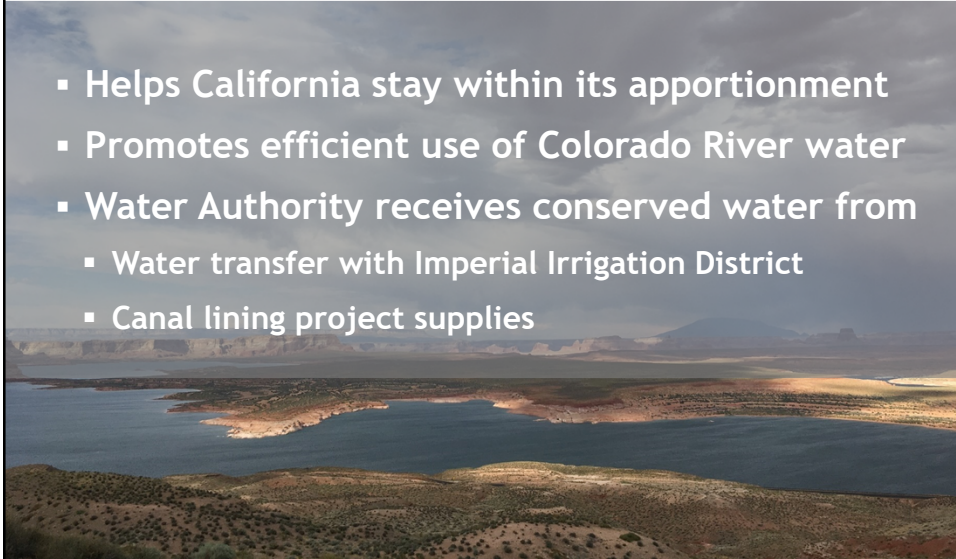 ▪ Helps California stay within its apportionment
▪ Promotes efficient use of Colorado River water
▪ Water Authority receives conserved water from
▪ Water transfer with Imperial Irrigation District
▪ Canal lining project supplies